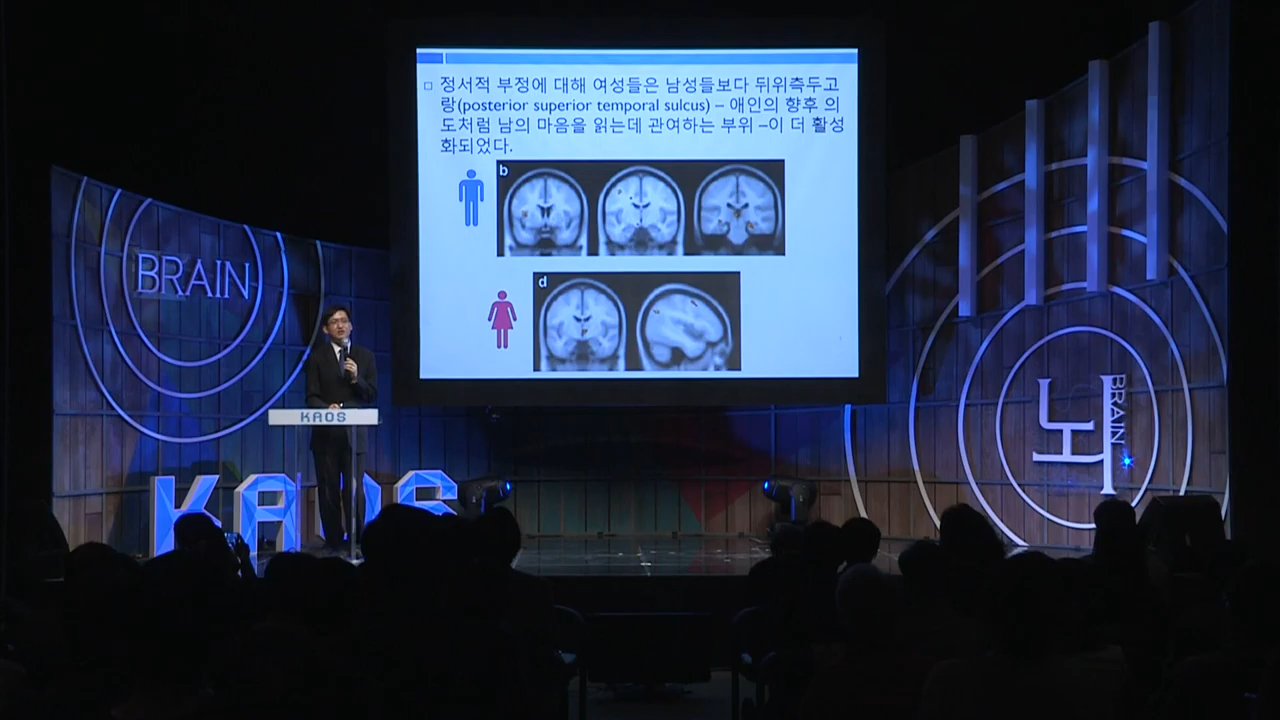 정서적 부정에 대해 여성들은 남성들보다 뒤위측두고
랑(posterior superior temporal sulcus) – 애인의 향후 의
도처럼 남의 마음을 읽는데 관여하는 부위 –이 더 활성
화되었다.
b
d
BRAIN
KAOS
KAOS
뇌
BRAIN